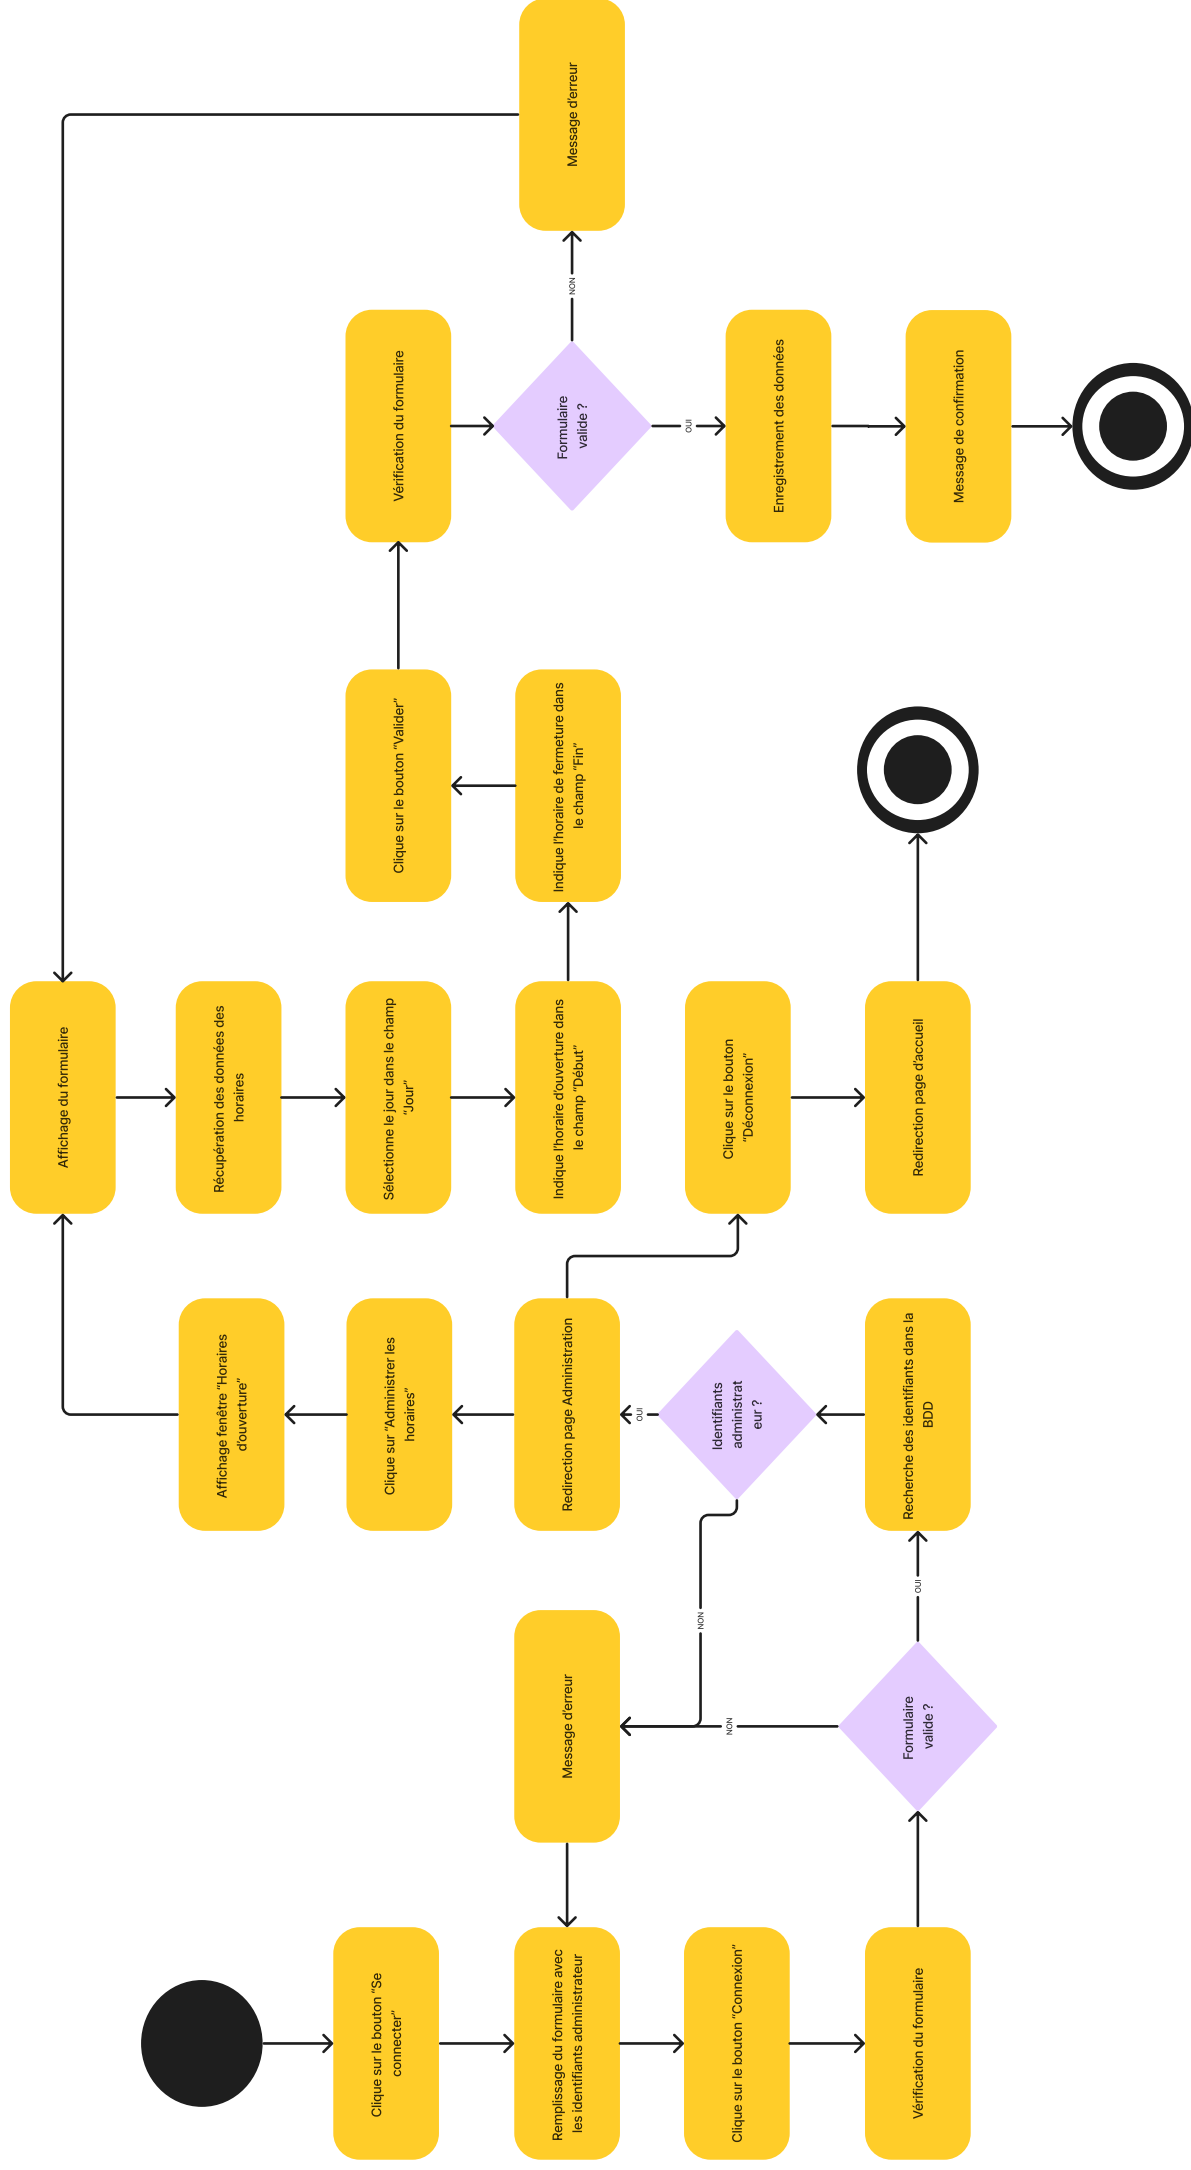 Clique sur le bouton “Se
connecter”
Remplissage du formulaire avec
les identifiants administrateur
Clique sur le bouton “Connexion”
Vérification du formulaire
Formulaire
valide ?
NON
OUI
Message d’erreur
Recherche des identifiants dans la
BDD
Identifiants
administrat
eur ?
NON
OUI
Redirection page Administration
Clique sur “Administrer les
horaires”
Affichage fenêtre “Horaires
d’ouverture”
Affichage du formulaire
Récupération des données des
horaires
Sélectionne le jour dans le champ
“Jour”
Indique l’horaire d’ouverture dans
le champ “Début”
Clique sur le bouton
“Déconnexion”
Redirection page d’accueil
Indique l’horaire de fermeture dans
le champ “Fin”
Clique sur le bouton “Valider”
Vérification du formulaire
Formulaire
valide ?
NON
OUI
Message d’erreur
Enregistrement des données
Message de confirmation